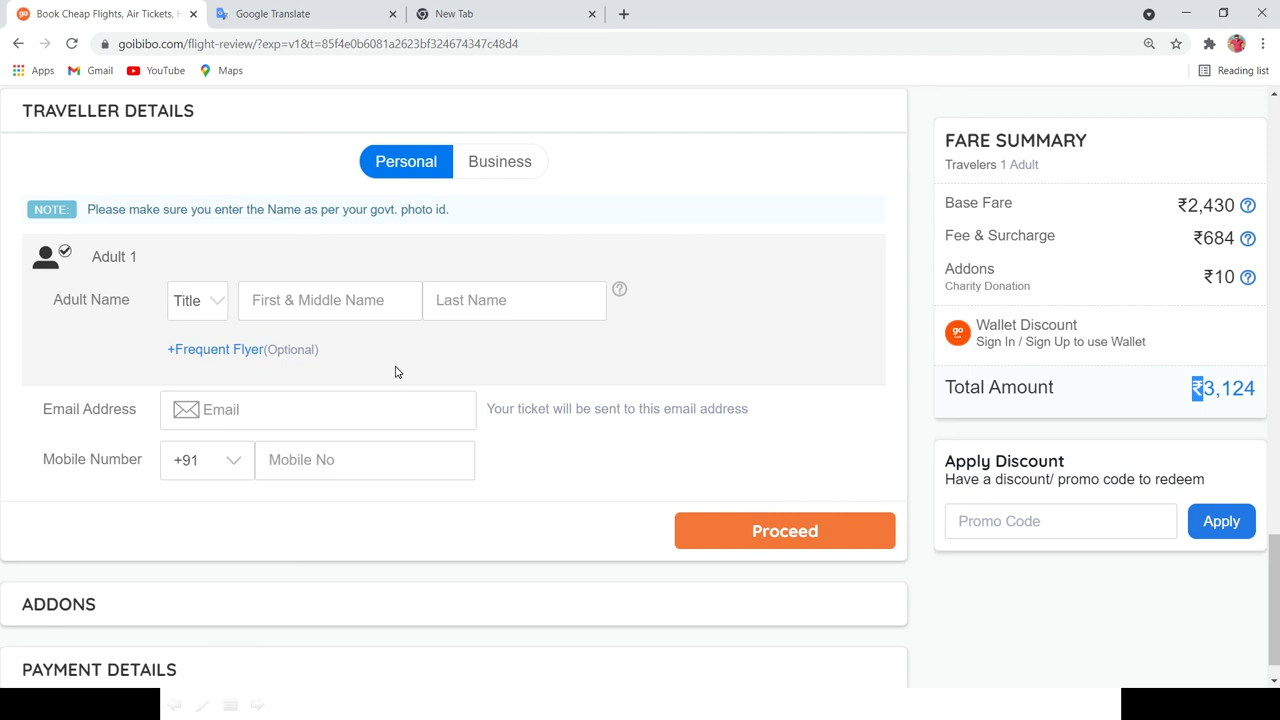 Book Cheap Flights, Air Tickets, H
Google Translate
New Tab
goibibo.com/flight-review/?exp=v1&t=85f4e0b6081a2623bf324674347c48d4
Apps
Gmail
YouTube
Maps
Reading list
TRAVELLER DETAILS
Personal
Business
NOTE:
Please make sure you enter the Name as per your govt. photo id.
Adult 1
Adult Name
Title
First & Middle Name
Last Name
+Frequent Flyer(Optional)
Email Address
Email
Your ticket will be sent to this email address
Mobile Number
+91
Mobile No
Proceed
ADDONS
PAYMENT DETAILS
FARE SUMMARY
Travelers 1 Adult
Base Fare
₹2,430
Fee & Surcharge
₹684
Addons
₹10
Charity Donation
go
Wallet Discount
Sign In / Sign Up to use Wallet
Total Amount
₹3,124
Apply Discount
Have a discount/ promo code to redeem
Promo Code
Apply